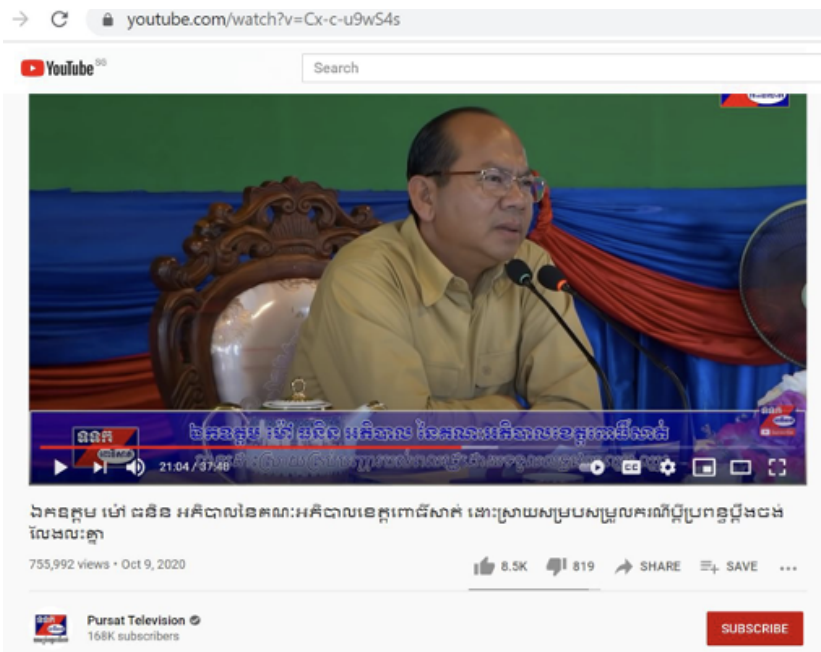 youtube.com/watch?v=Cx-c-u9wS4s
YouTube SG
Search
ឯកឧត្តម ម៉ៅ ធនិន អភិបាល នៃគណៈអភិបាលខេត្តពោធិ៍សាត់
21:04 / 37:48
CC
ឯកឧត្តម ម៉ៅ ធនិន អភិបាលនៃគណៈអភិបាលខេត្តពោធិ៍សាត់ ដោះស្រាយសម្របសម្រួលករណីប្តីប្រពន្ធប្តឹងចង់
លែងលះគ្នា
755,992 views • Oct 9, 2020
8.5K 819 SHARE SAVE
Pursat Television
168K subscribers
SUBSCRIBE